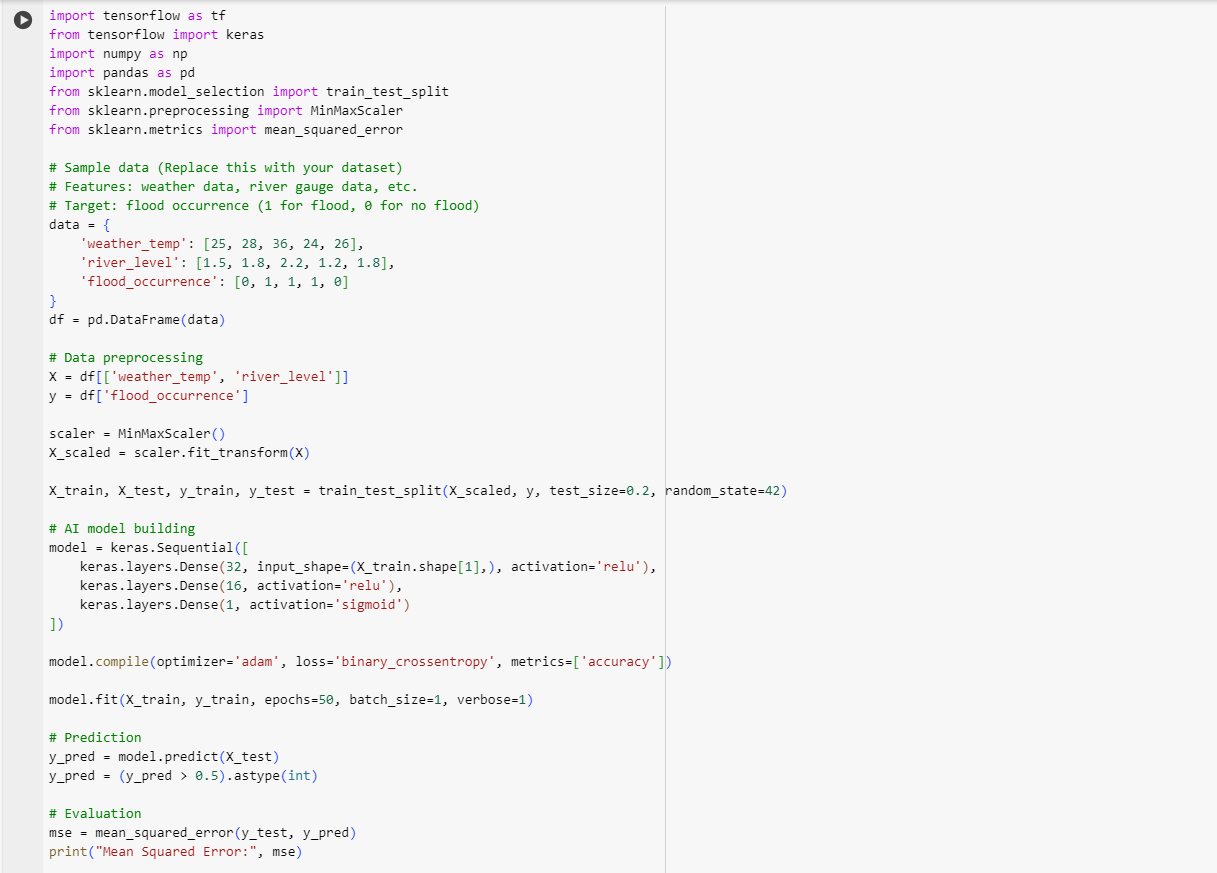 import tensorflow as tf
from tensorflow import keras
import numpy as np
import pandas as pd
from sklearn.model_selection import train_test_split
from sklearn.preprocessing import MinMaxScaler
from sklearn.metrics import mean_squared_error

# Sample data (Replace this with your dataset)
# Features: weather data, river gauge data, etc.
# Target: flood occurrence (1 for flood, 0 for no flood)
data = {
    'weather_temp': [25, 28, 36, 24, 26],
    'river_level': [1.5, 1.8, 2.2, 1.2, 1.8],
    'flood_occurrence': [0, 1, 1, 1, 0]
}
df = pd.DataFrame(data)

# Data preprocessing
X = df[['weather_temp', 'river_level']]
y = df['flood_occurrence']

scaler = MinMaxScaler()
X_scaled = scaler.fit_transform(X)

X_train, X_test, y_train, y_test = train_test_split(X_scaled, y, test_size=0.2, random_state=42)

# AI model building
model = keras.Sequential([
    keras.layers.Dense(32, input_shape=(X_train.shape[1],), activation='relu'),
    keras.layers.Dense(16, activation='relu'),
    keras.layers.Dense(1, activation='sigmoid')
])

model.compile(optimizer='adam', loss='binary_crossentropy', metrics=['accuracy'])

model.fit(X_train, y_train, epochs=50, batch_size=1, verbose=1)

# Prediction
y_pred = model.predict(X_test)
y_pred = (y_pred > 0.5).astype(int)

# Evaluation
mse = mean_squared_error(y_test, y_pred)
print("Mean Squared Error:", mse)